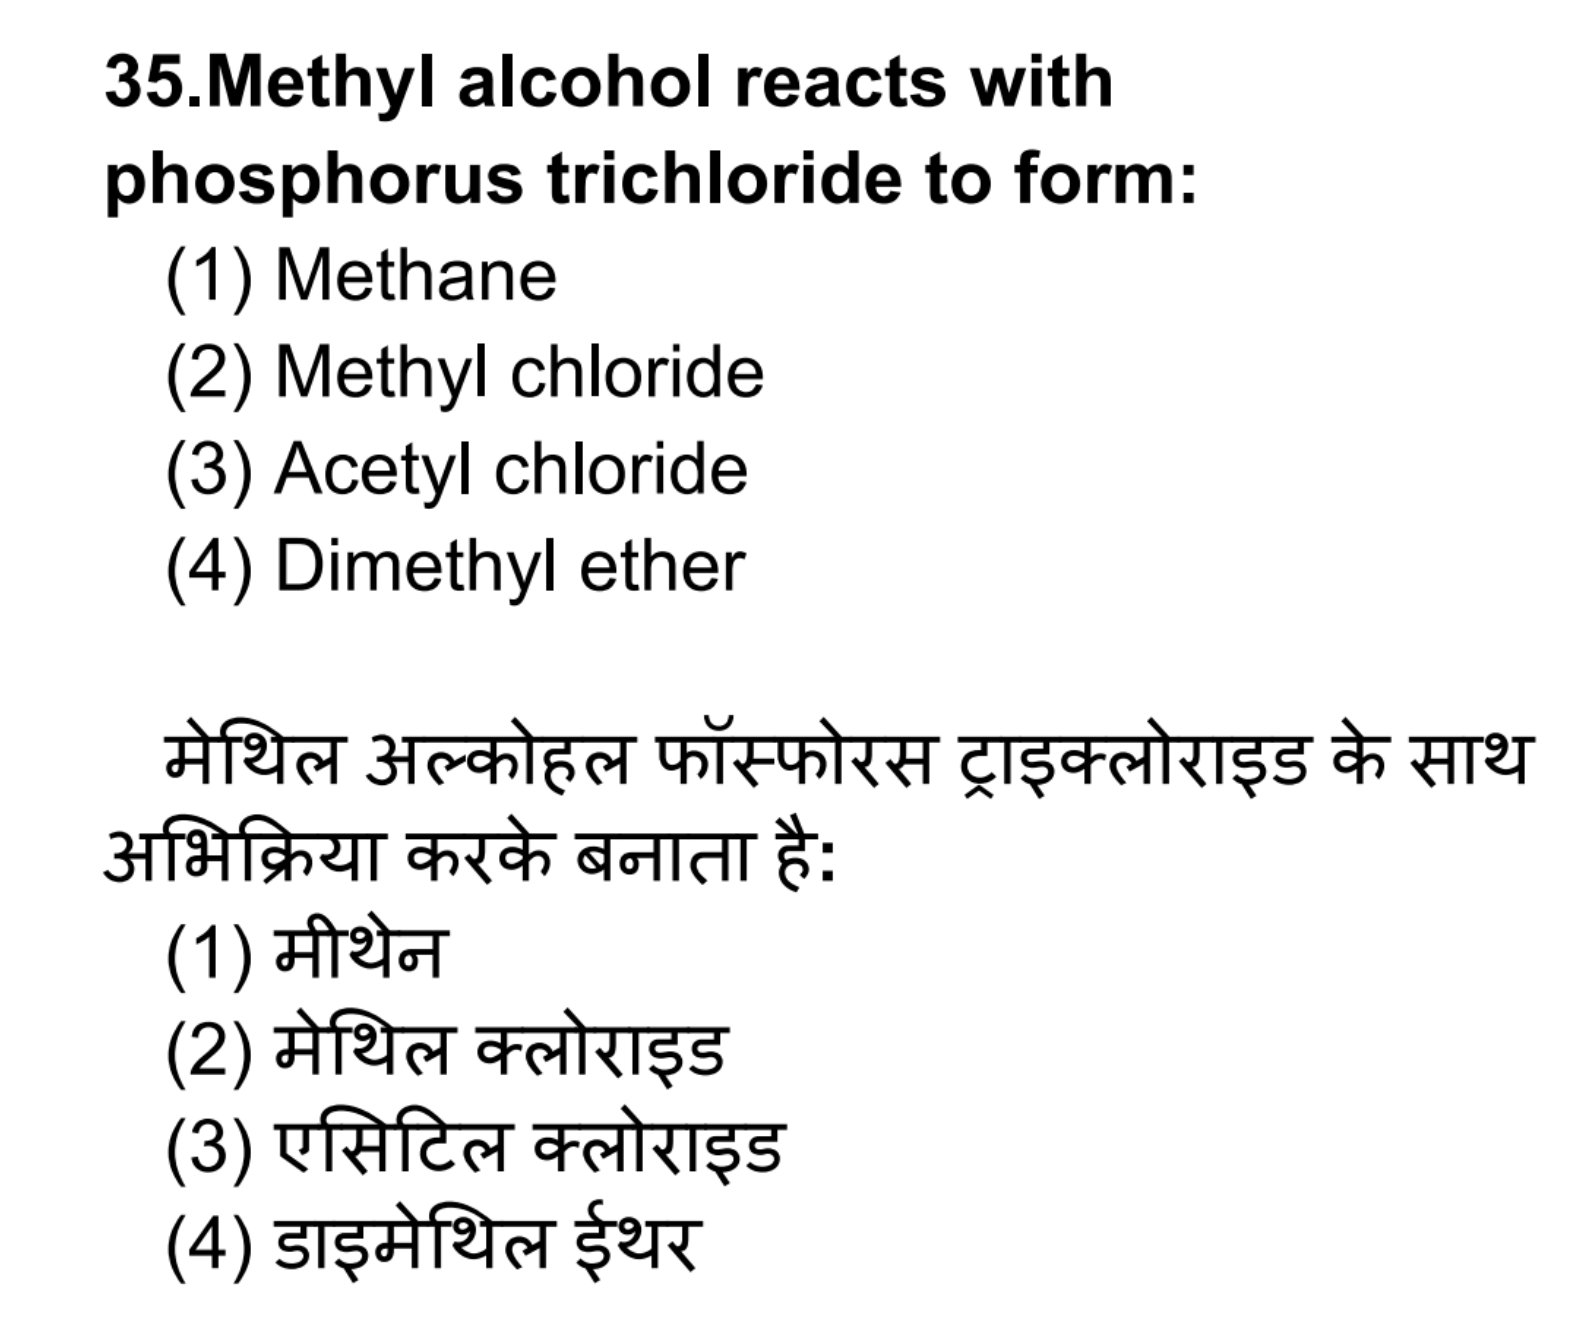 35.Methyl alcohol reacts with
phosphorus trichloride to form:
(1) Methane
(2) Methyl chloride
(3) Acetyl chloride
(4) Dimethyl ether
मेथिल अल्कोहल फॉस्फोरस ट्राइक्लोराइड के साथ
अभिक्रिया करके बनाता है:
(1) मीथेन
(2) मेथिल क्लोराइड
(3) एसिटिल क्लोराइड
(4) डाइमेथिल ईथर